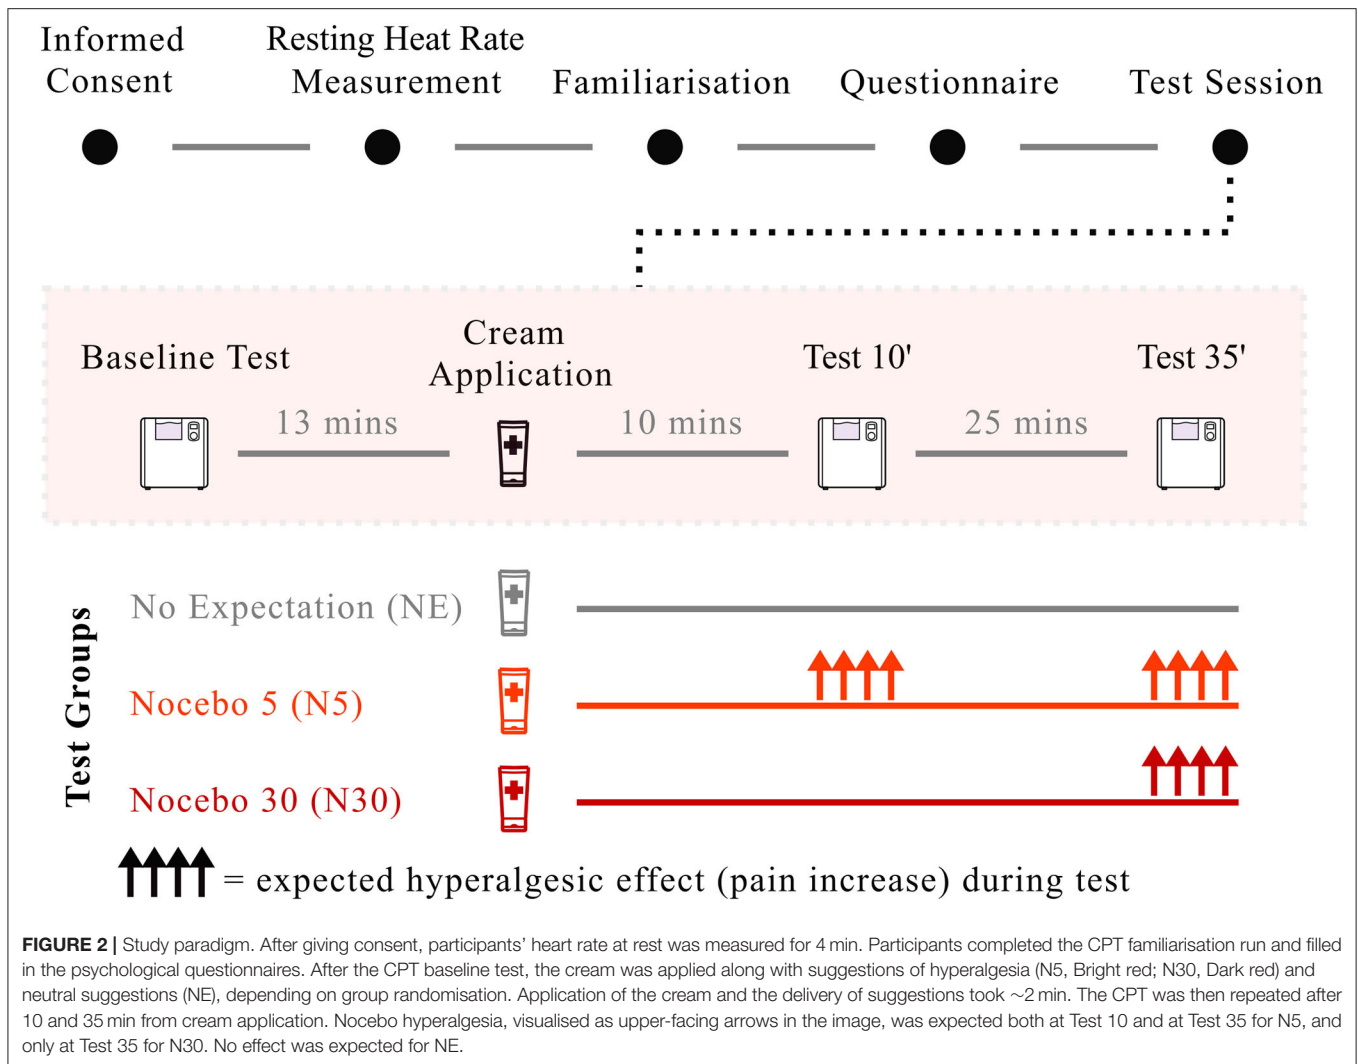 Informed
Consent
Resting Heat Rate
Measurement
Familiarisation
Questionnaire
Test Session
Baseline Test
Cream
Application
Test 10'
Test 35'
13 mins
10 mins
25 mins
Test Groups
No Expectation (NE)
Nocebo 5 (N5)
Nocebo 30 (N30)
= expected hyperalgesic effect (pain increase) during test
FIGURE 2 | Study paradigm. After giving consent, participants’ heart rate at rest was measured for 4 min. Participants completed the CPT familiarisation run and filled
in the psychological questionnaires. After the CPT baseline test, the cream was applied along with suggestions of hyperalgesia (N5, Bright red; N30, Dark red) and
neutral suggestions (NE), depending on group randomisation. Application of the cream and the delivery of suggestions took ~2 min. The CPT was then repeated after
10 and 35 min from cream application. Nocebo hyperalgesia, visualised as upper-facing arrows in the image, was expected both at Test 10 and at Test 35 for N5, and
only at Test 35 for N30. No effect was expected for NE.